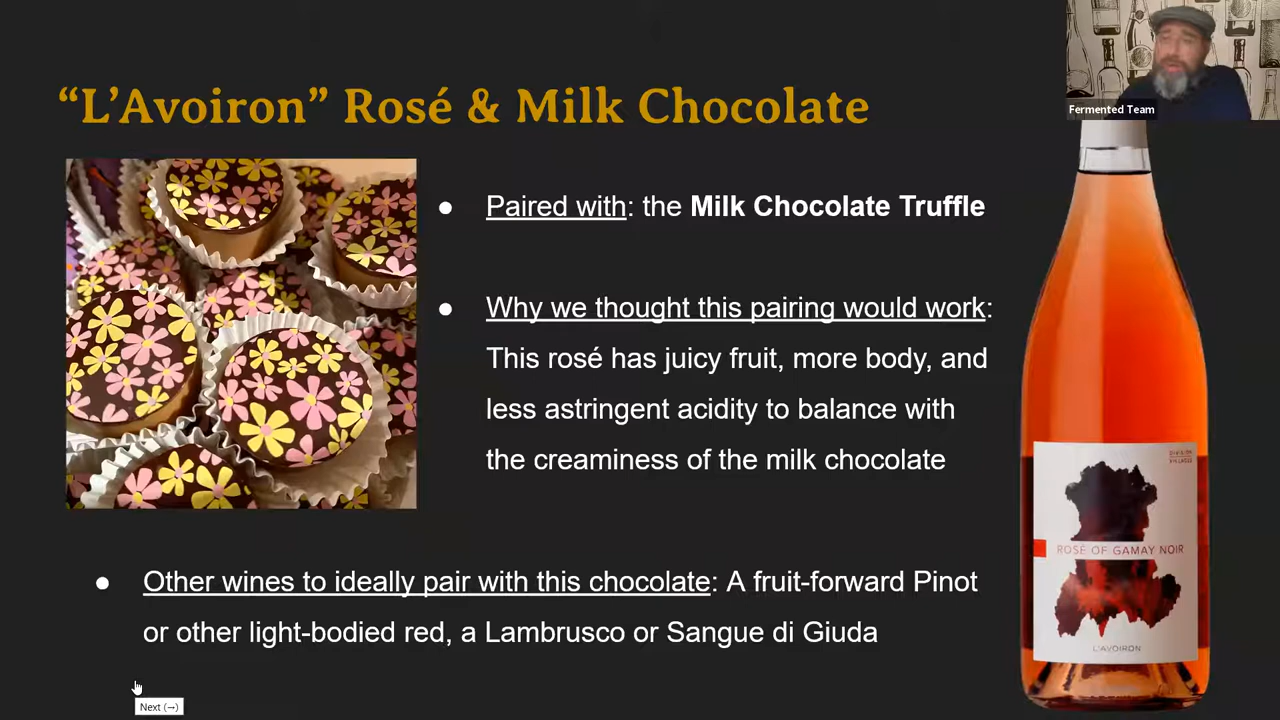 “L’Avoiron” Rosé & Milk Chocolate
Fermented Team
● Paired with: the Milk Chocolate Truffle
● Why we thought this pairing would work:
This rosé has juicy fruit, more body, and
less astringent acidity to balance with
the creaminess of the milk chocolate
DIVISION
VILLAGES
ROSÉ OF GAMAY NOIR
L'AVOIRON
● Other wines to ideally pair with this chocolate: A fruit-forward Pinot
or other light-bodied red, a Lambrusco or Sangue di Giuda
Next (→)